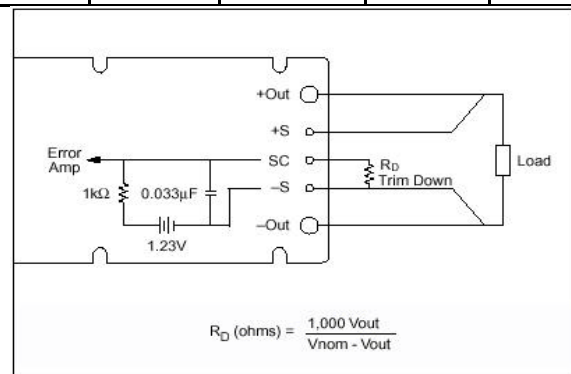 +Out
+S
Error
Amp
SC
RD
Trim Down
Load
1kΩ
0.033µF
–S
1.23V
–Out
RD (ohms) = 1,000 Vout
Vnom - Vout